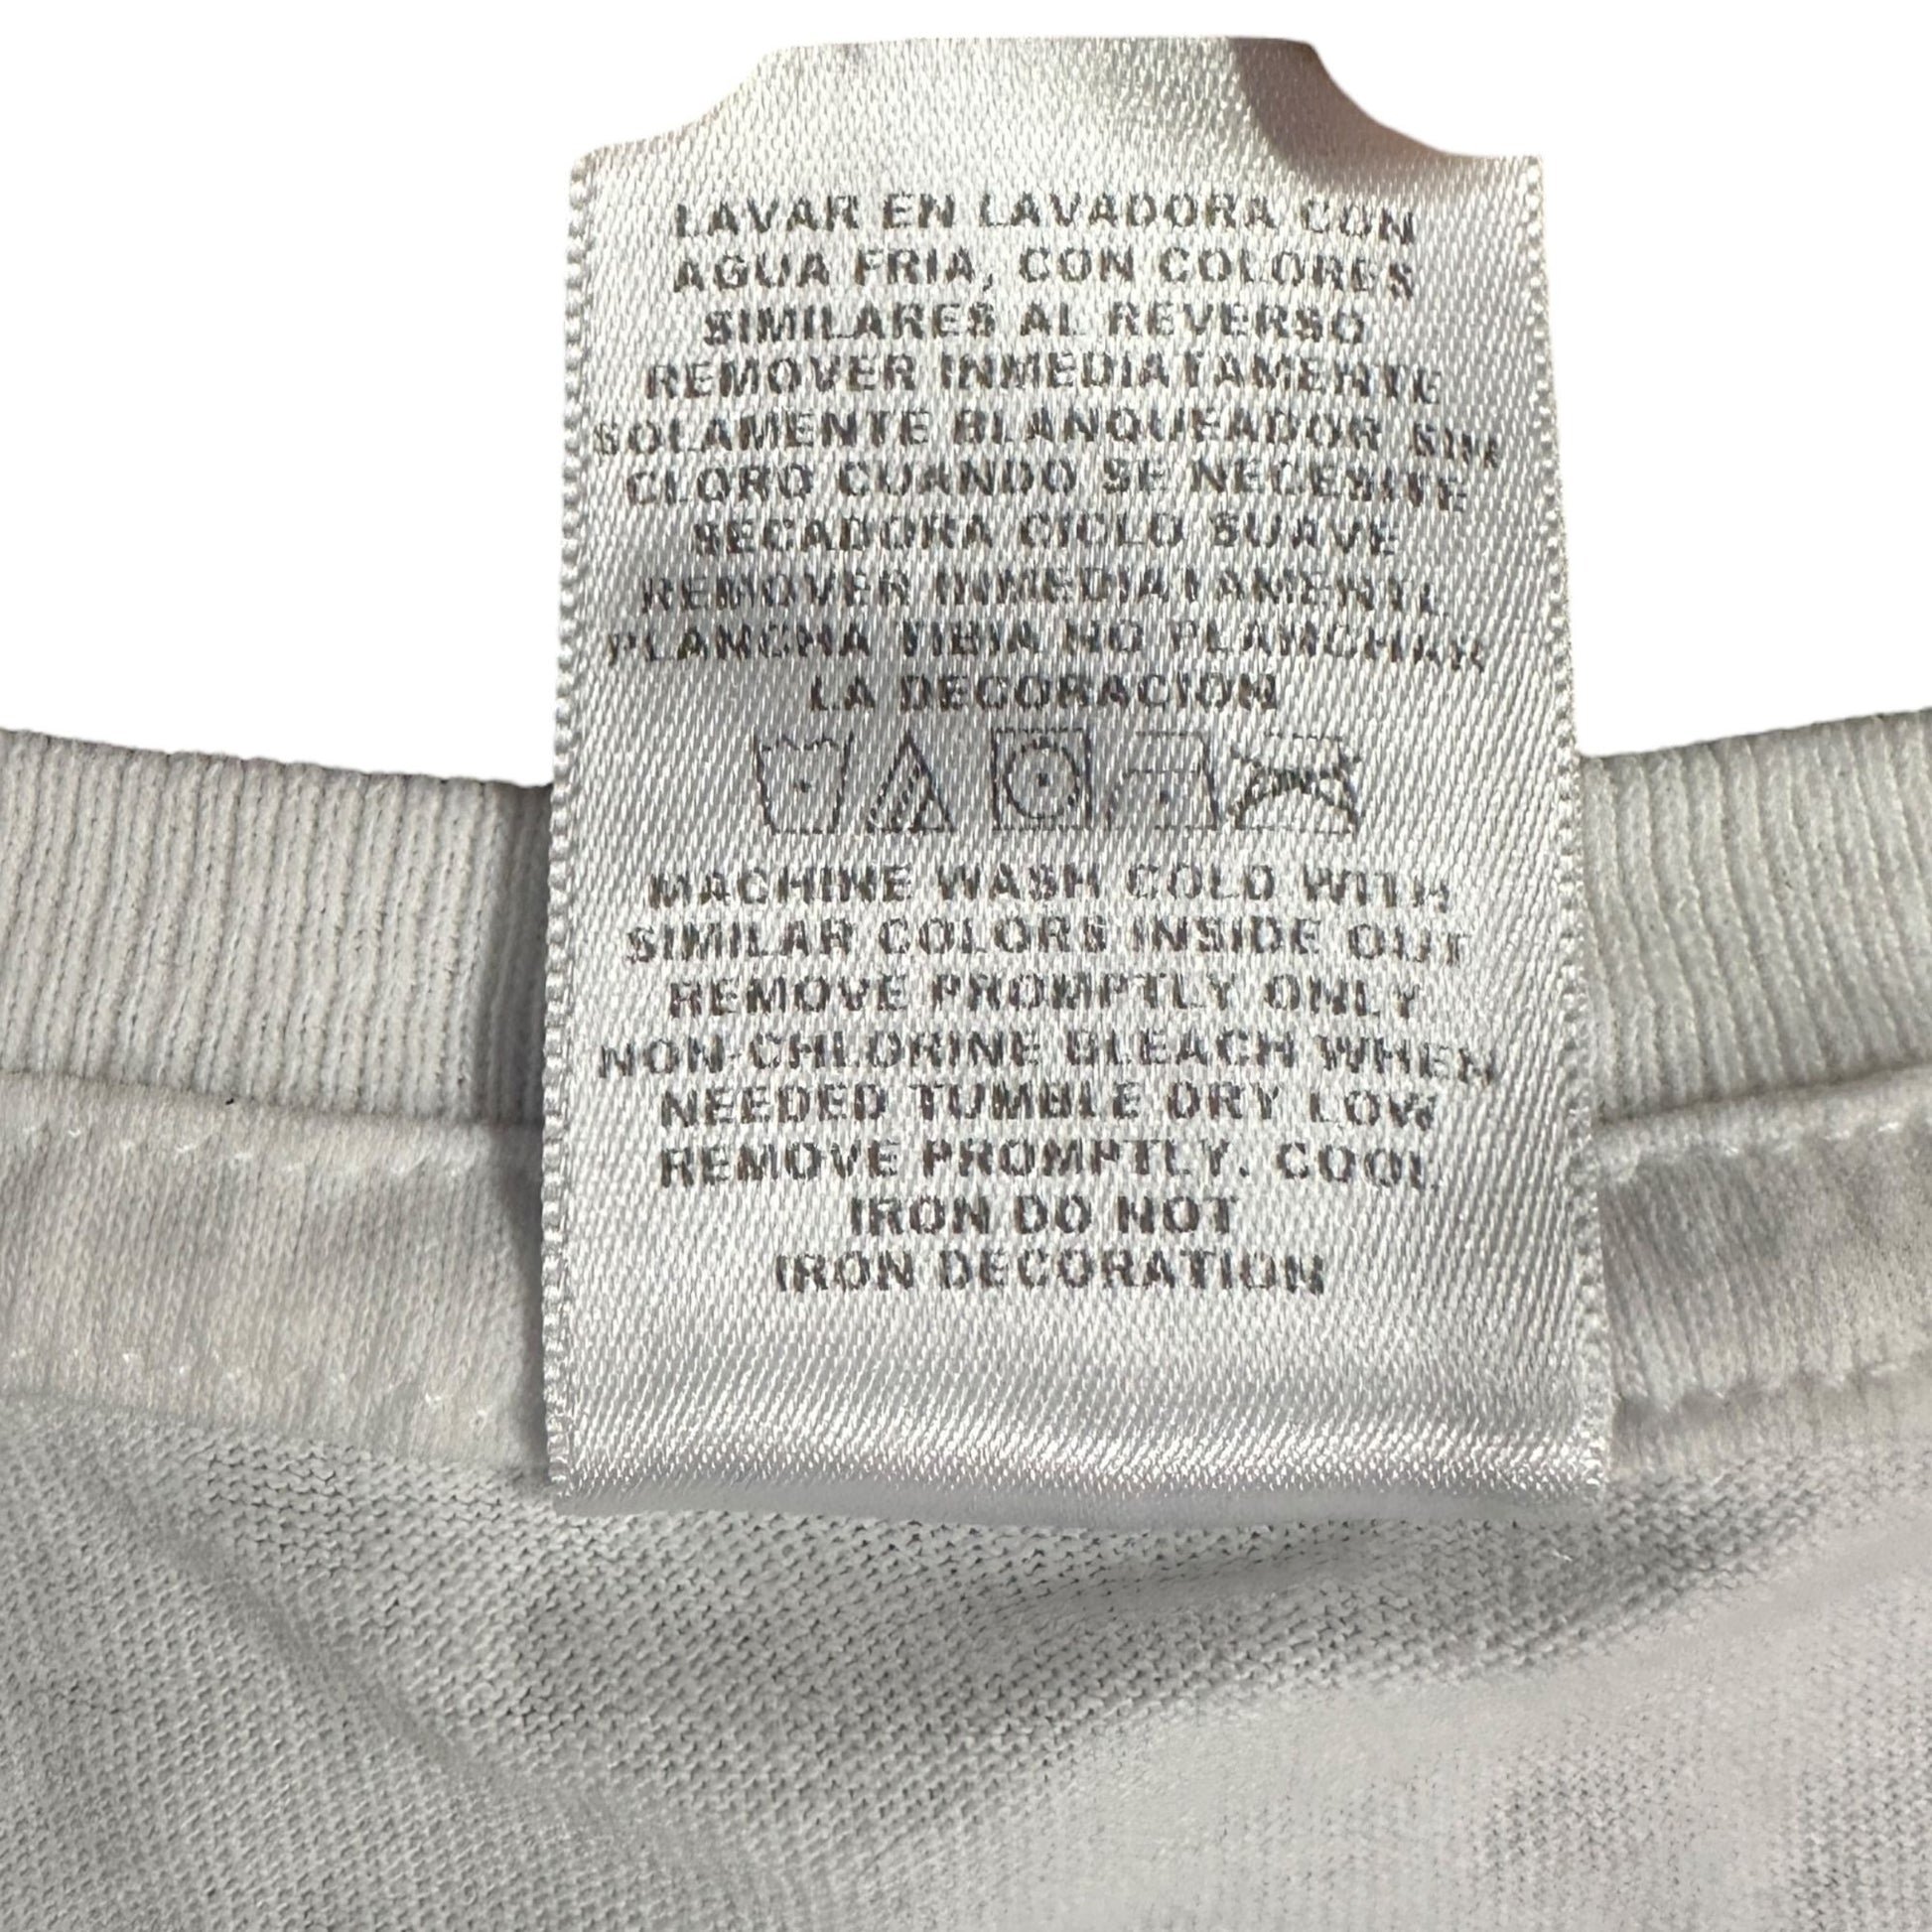 LAVAR EN LAVADORA CON
AGUA FRIA, CON COLORES
SIMILARES AL REVERSO
REMOVER INMEDIATAMENTE
SOLAMENTE BLANQUEADOR SIN
CLORO CUANDO SE NECESITE
SECADORA CICLO SUAVE
REMOVER INMEDIATAMENTE
PLANCHA TIBIA NO PLANCHAR
LA DECORACION
MACHINE WASH COLD WITH
SIMILAR COLORS INSIDE OUT
REMOVE PROMPTLY ONLY
NON-CHLORINE BLEACH WHEN
NEEDED TUMBLE DRY LOW
REMOVE PROMPTLY. COOL
IRON DO NOT
IRON DECORATION